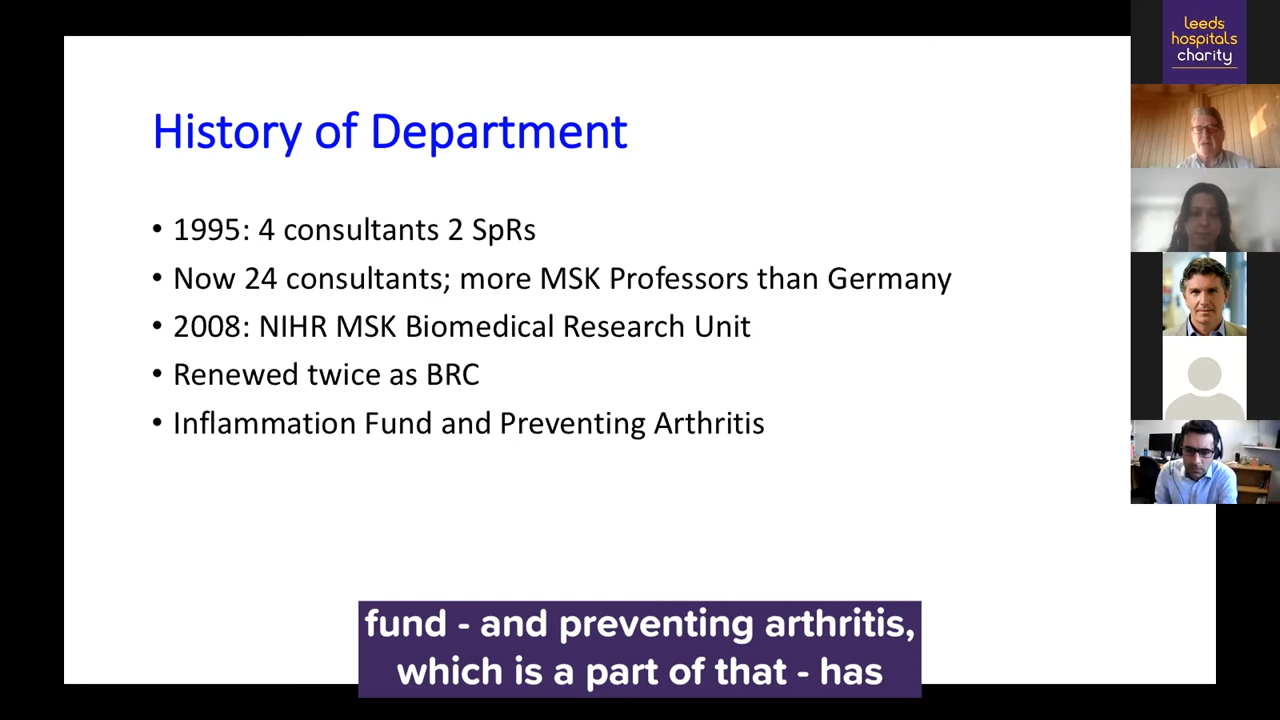 History of Department
• 1995: 4 consultants 2 SpRs
• Now 24 consultants; more MSK Professors than Germany
• 2008: NIHR MSK Biomedical Research Unit
• Renewed twice as BRC
• Inflammation Fund and Preventing Arthritis
fund - and preventing arthritis,
which is a part of that - has
leeds
hospitals
charity